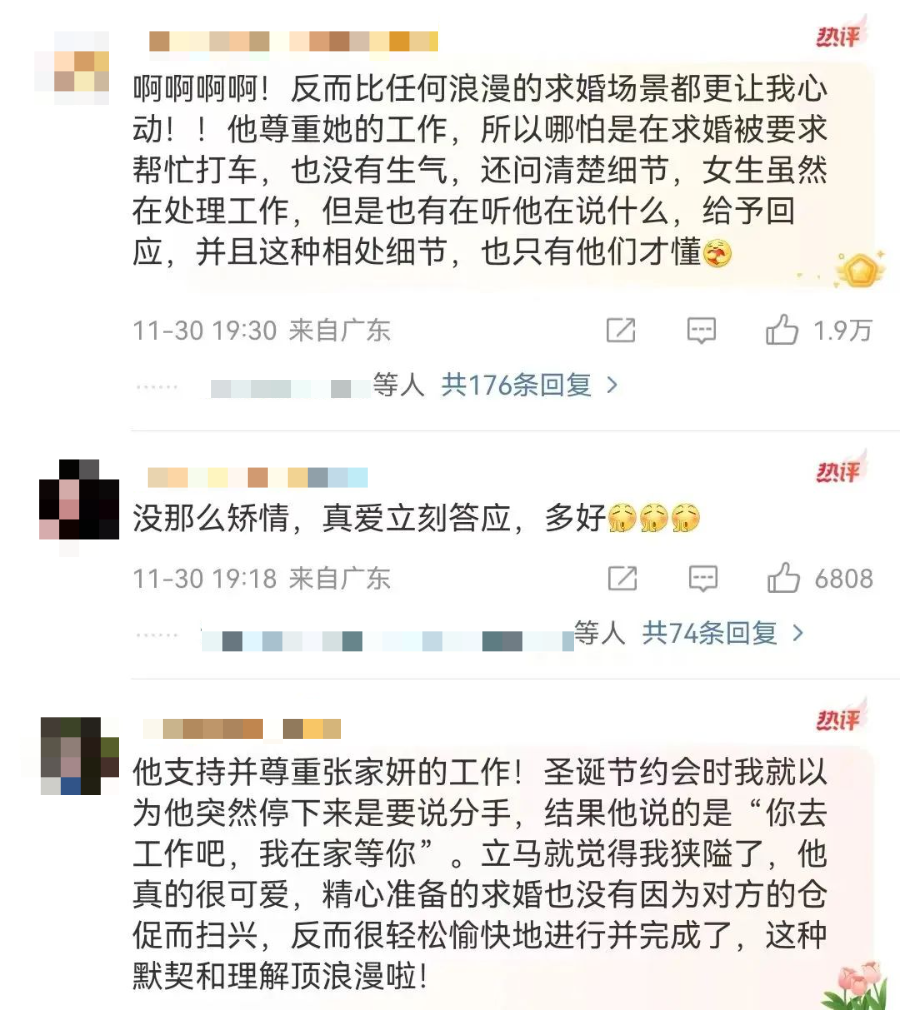 热评
啊啊啊啊！反而比任何浪漫的求婚场景都更让我心
动！！他尊重她的工作，所以哪怕是在求婚被要求
帮忙打车，也没有生气，还问清楚细节，女生虽然
在处理工作，但是也有在听他在说什么，给予回
应，并且这种相处细节，也只有他们才懂
11-30 19:30 来自广东 1.9万
…… 等人 共176条回复 >
热评
没那么矫情，真爱立刻答应，多好
11-30 19:18 来自广东 6808
…… 等人 共74条回复 >
热评
他支持并尊重张家妍的工作！圣诞节约会时我就以
为他突然停下来是要说分手，结果他说的是“你去
工作吧，我在家等你”。立马就觉得我狭隘了，他
真的很可爱，精心准备的求婚也没有因为对方的仓
促而扫兴，反而很轻松愉快地进行并完成了，这种
默契和理解顶浪漫啦！